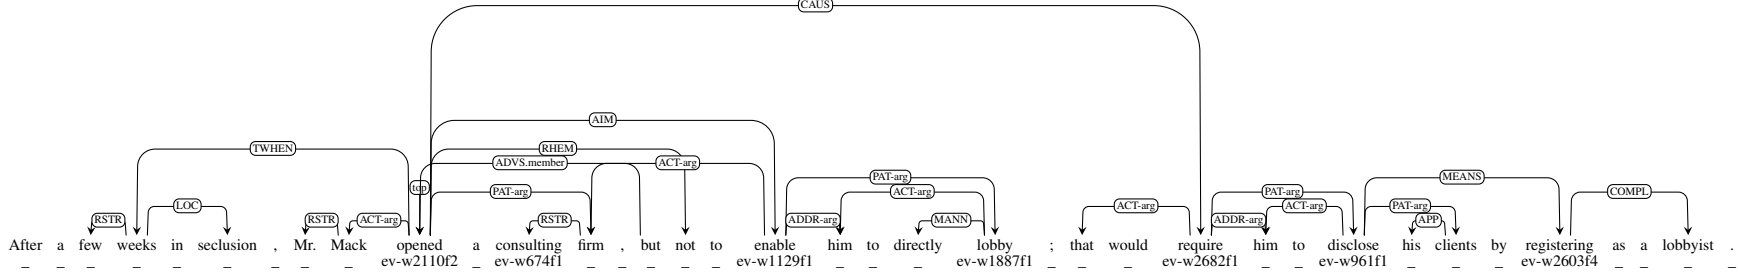 CAUS
AIM
TWHEN RHEM
top ADVS.member ACT-arg
PAT-arg PAT-arg MEANS
PAT-arg ACT-arg PAT-arg COMPL
LOC ACT-arg ACT-arg PAT-arg
RSTR RSTR ACT-arg RSTR ADDR-arg MANN ADDR-arg APP
After a few weeks in seclusion , Mr. Mack opened a consulting firm , but not to enable him to directly lobby ; that would require him to disclose his clients by registering as a lobbyist .
_ _ _ _ _ _ _ _ _ ev-w2110f2 _ ev-w674f1 _ _ _ _ _ ev-w1129f1 _ _ _ ev-w1887f1 _ _ _ ev-w2682f1 _ _ ev-w961f1 _ _ _ ev-w2603f4 _ _ _ _